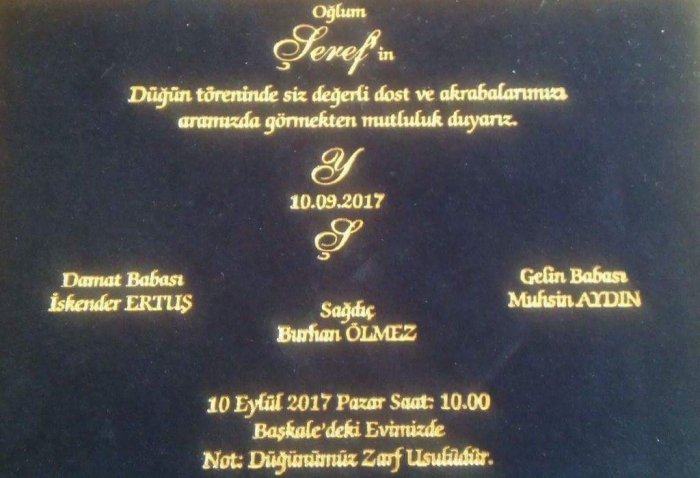 Oğlum
Şeref'in
Düğün töreninde siz değerli dost ve akrabalarımızı
aramızda görmekten mutluluk duyarız.
Y
10.09.2017
Ş
Damat Babası
İskender ERTUŞ
Gelin Babası
Muhsin AYDIN
Sağdıç
Burhan ÖLMEZ
10 Eylül 2017 Pazar Saat: 10.00
Başkale'deki Evimizde
Not: Düğünümüz Zarf Usulüdür.